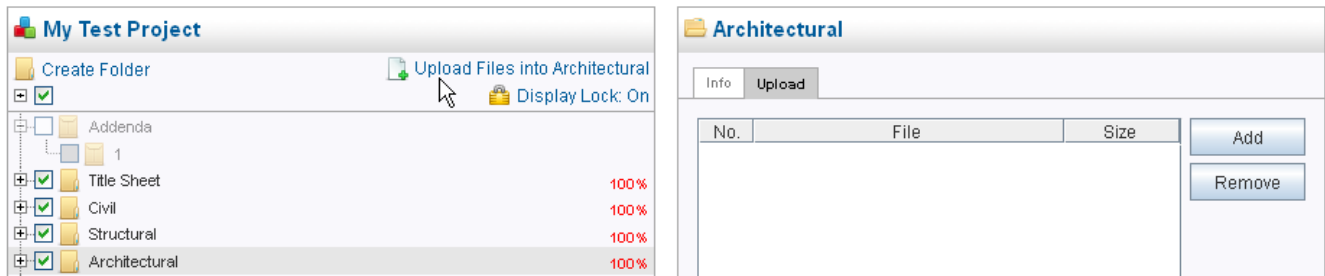 My Test Project
Create Folder
Upload Files into Architectural
Display Lock: On
Addenda
1
Title Sheet 100%
Civil 100%
Structural 100%
Architectural 100%
Architectural
Info Upload
No. File Size
Add
Remove